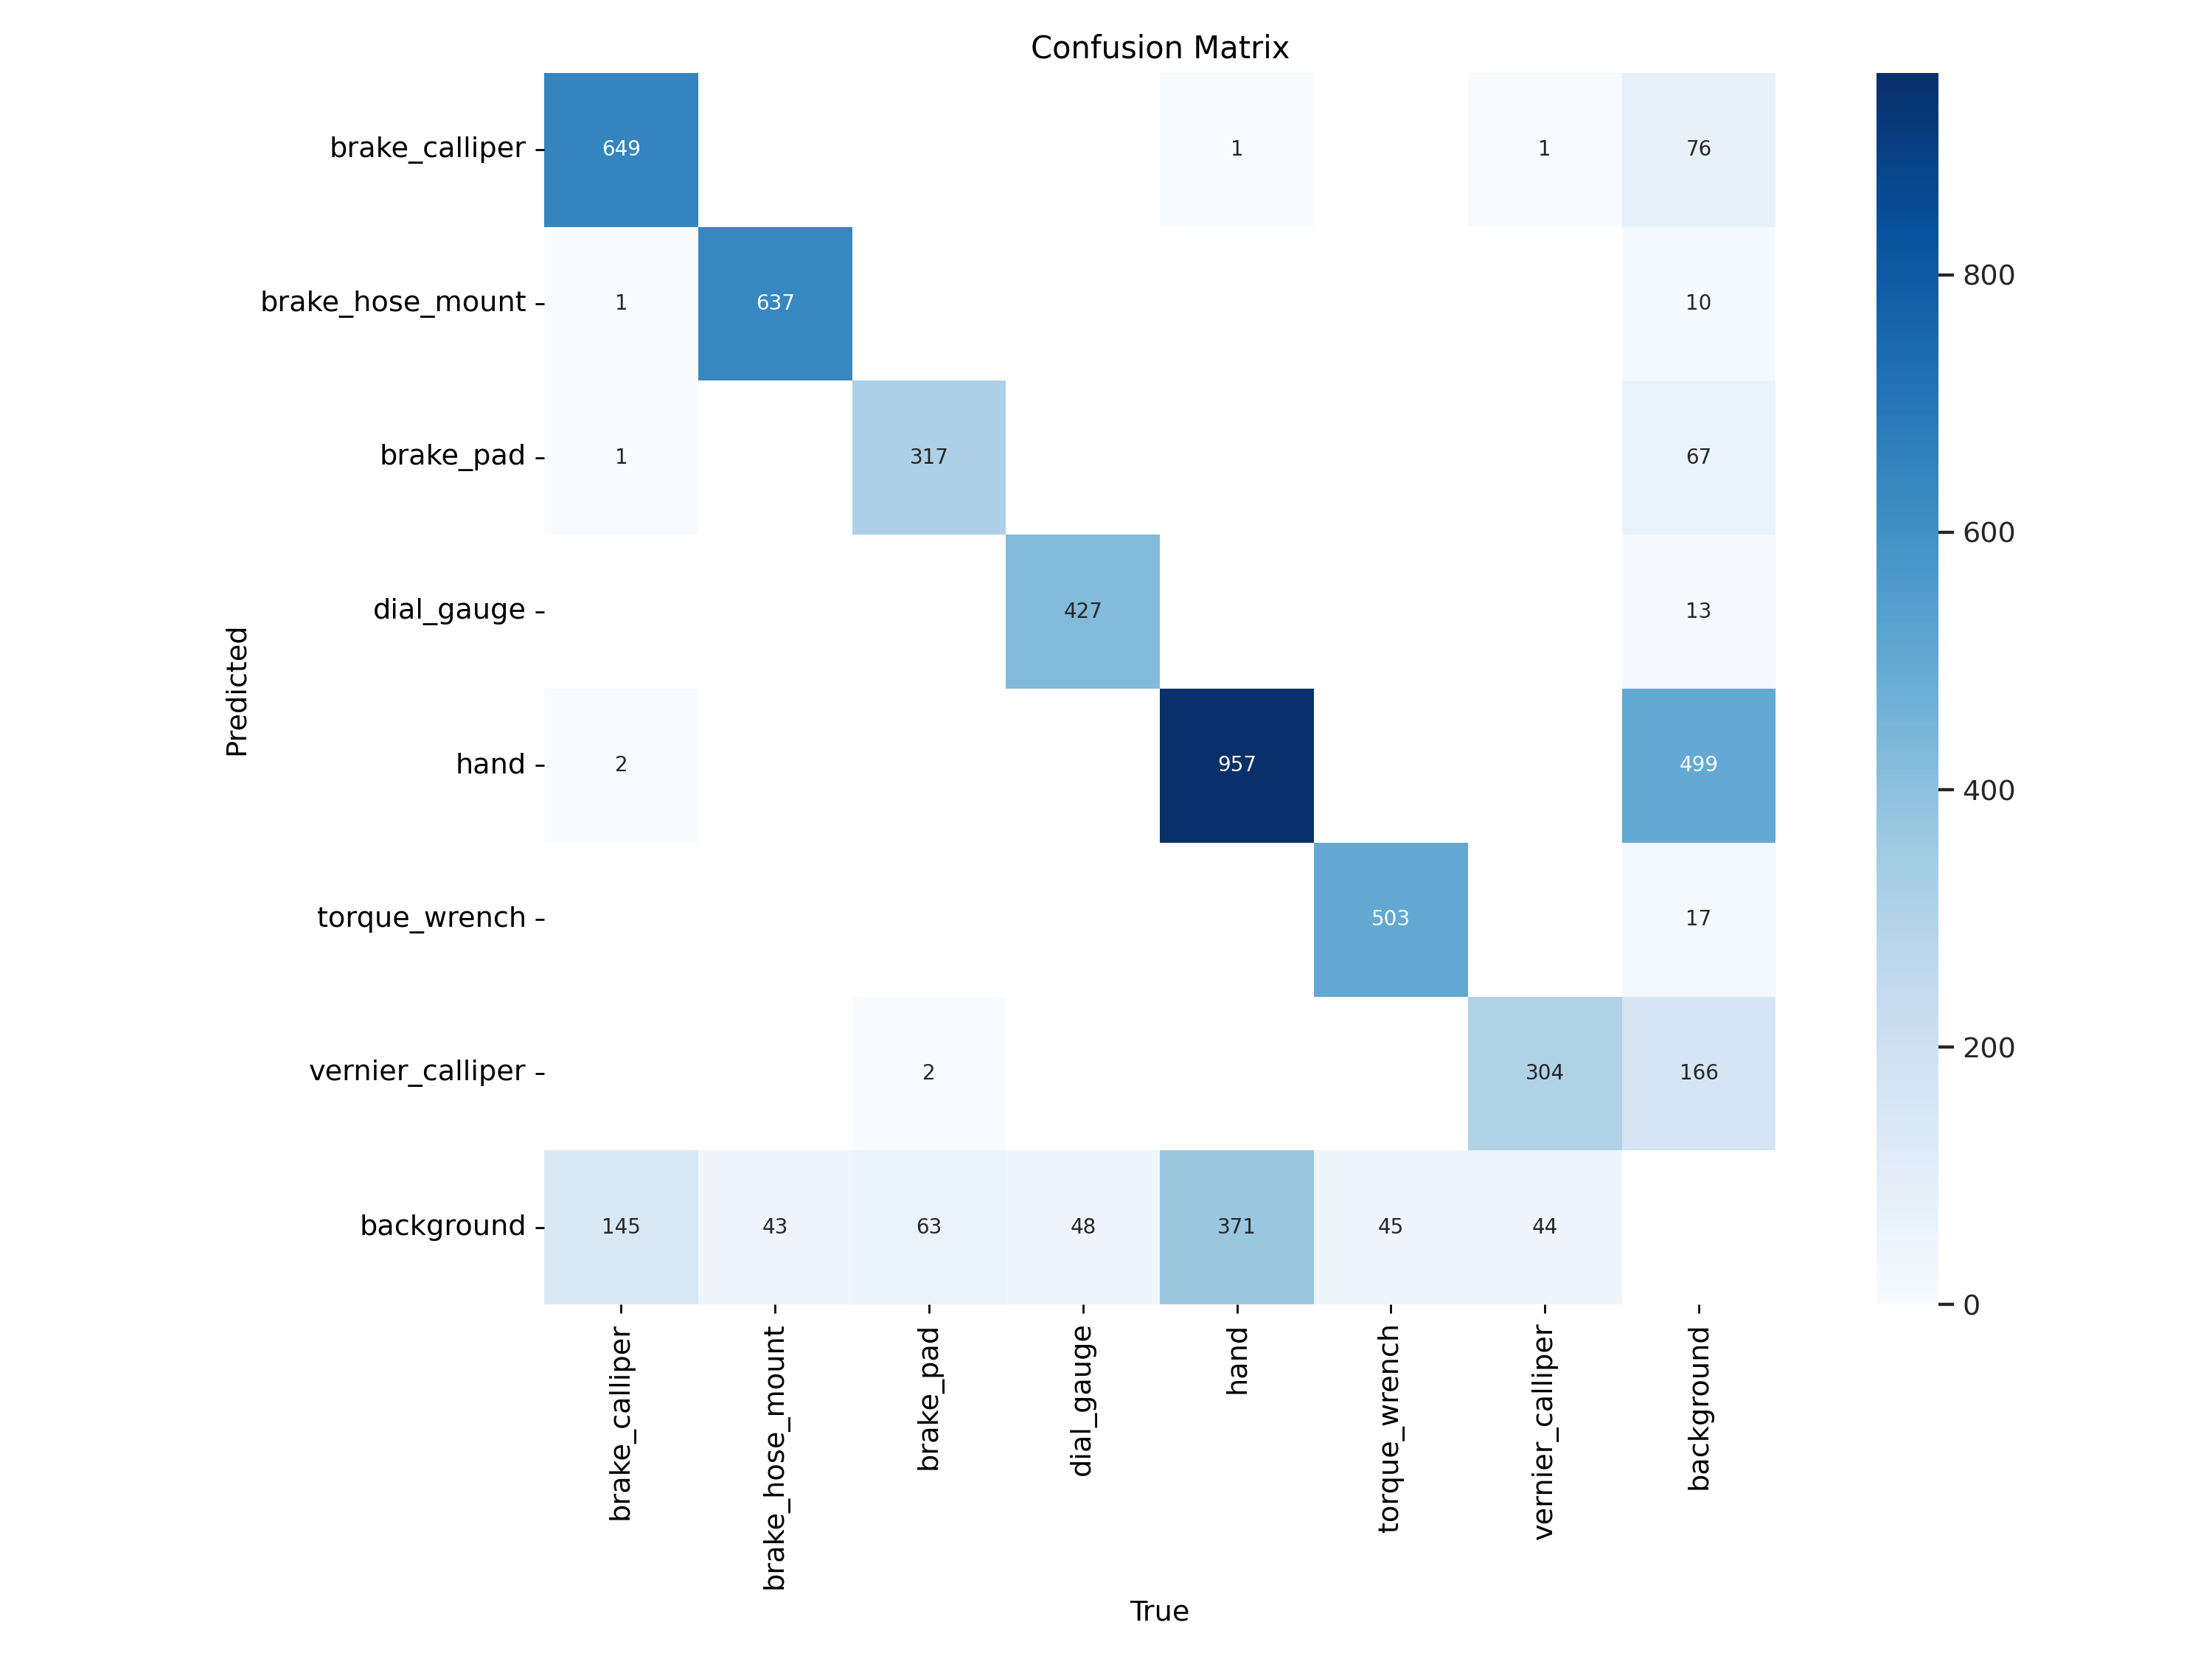 Confusion Matrix
brake_calliper
649
1
1
76
brake_hose_mount
1
637
10
800
brake_pad
1
317
67
600
dial_gauge
427
13
Predicted
hand
2
957
499
400
torque_wrench
503
17
vernier_calliper
2
304
166
200
background
145
43
63
48
371
45
44
0
brake_calliper
brake_hose_mount
brake_pad
dial_gauge
hand
torque_wrench
vernier_calliper
background
True